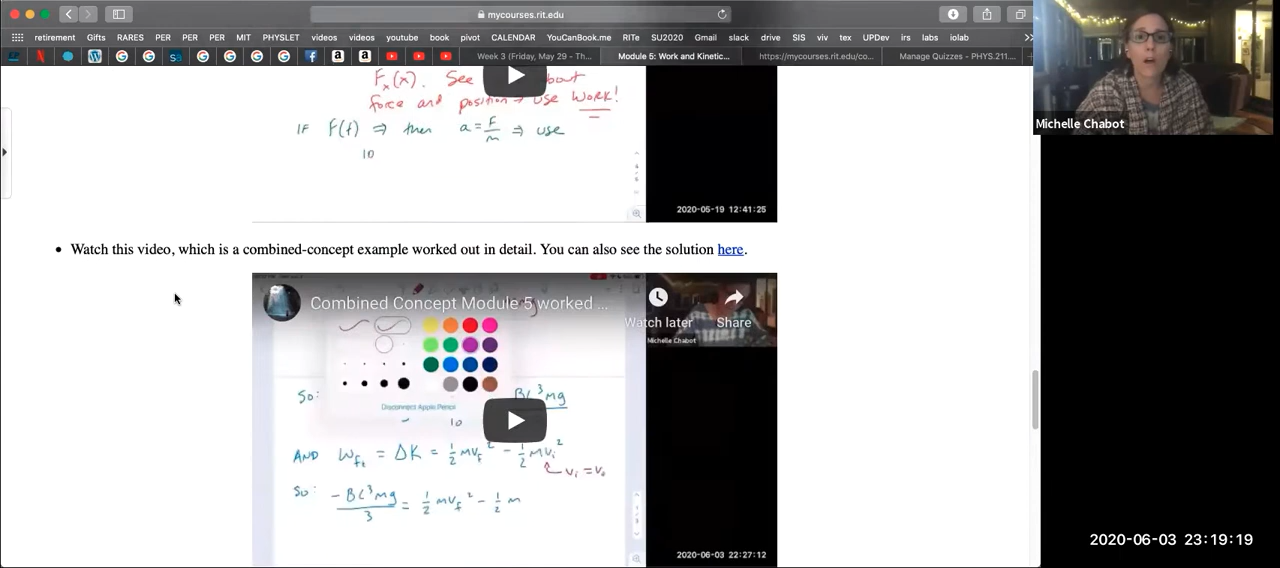 mycourses.rit.edu
retirement Gifts RARES PER PER PER MIT PHYSLET videos videos youtube book pivot CALENDAR YouCanBook.me RITe SU2020 Gmail slack drive SIS viv tex UPDev irs labs iolab
Week 3 (Friday, May 29 - Th... Module 5: Work and Kinetic... https://mycourses.rit.edu/co... Manage Quizzes - PHYS.211...
Fx(x). See about
force and position → use WORK!
IF F(t) ⇒ then a = F/m ⇒ use
10
2020-05-19 12:41:25
• Watch this video, which is a combined-concept example worked out in detail. You can also see the solution here.
Combined Concept Module 5 worked ...
Watch later Share
Michelle Chabot
Disconnect Apple Pencil
So: BL³mg
10
AND = ΔK = ½mvf² - ½mvi²
vi = v₀
So: -BL³mg/3 = ½mvf² - ½m
2020-06-03 22:27:12
Michelle Chabot
2020-06-03 23:19:19